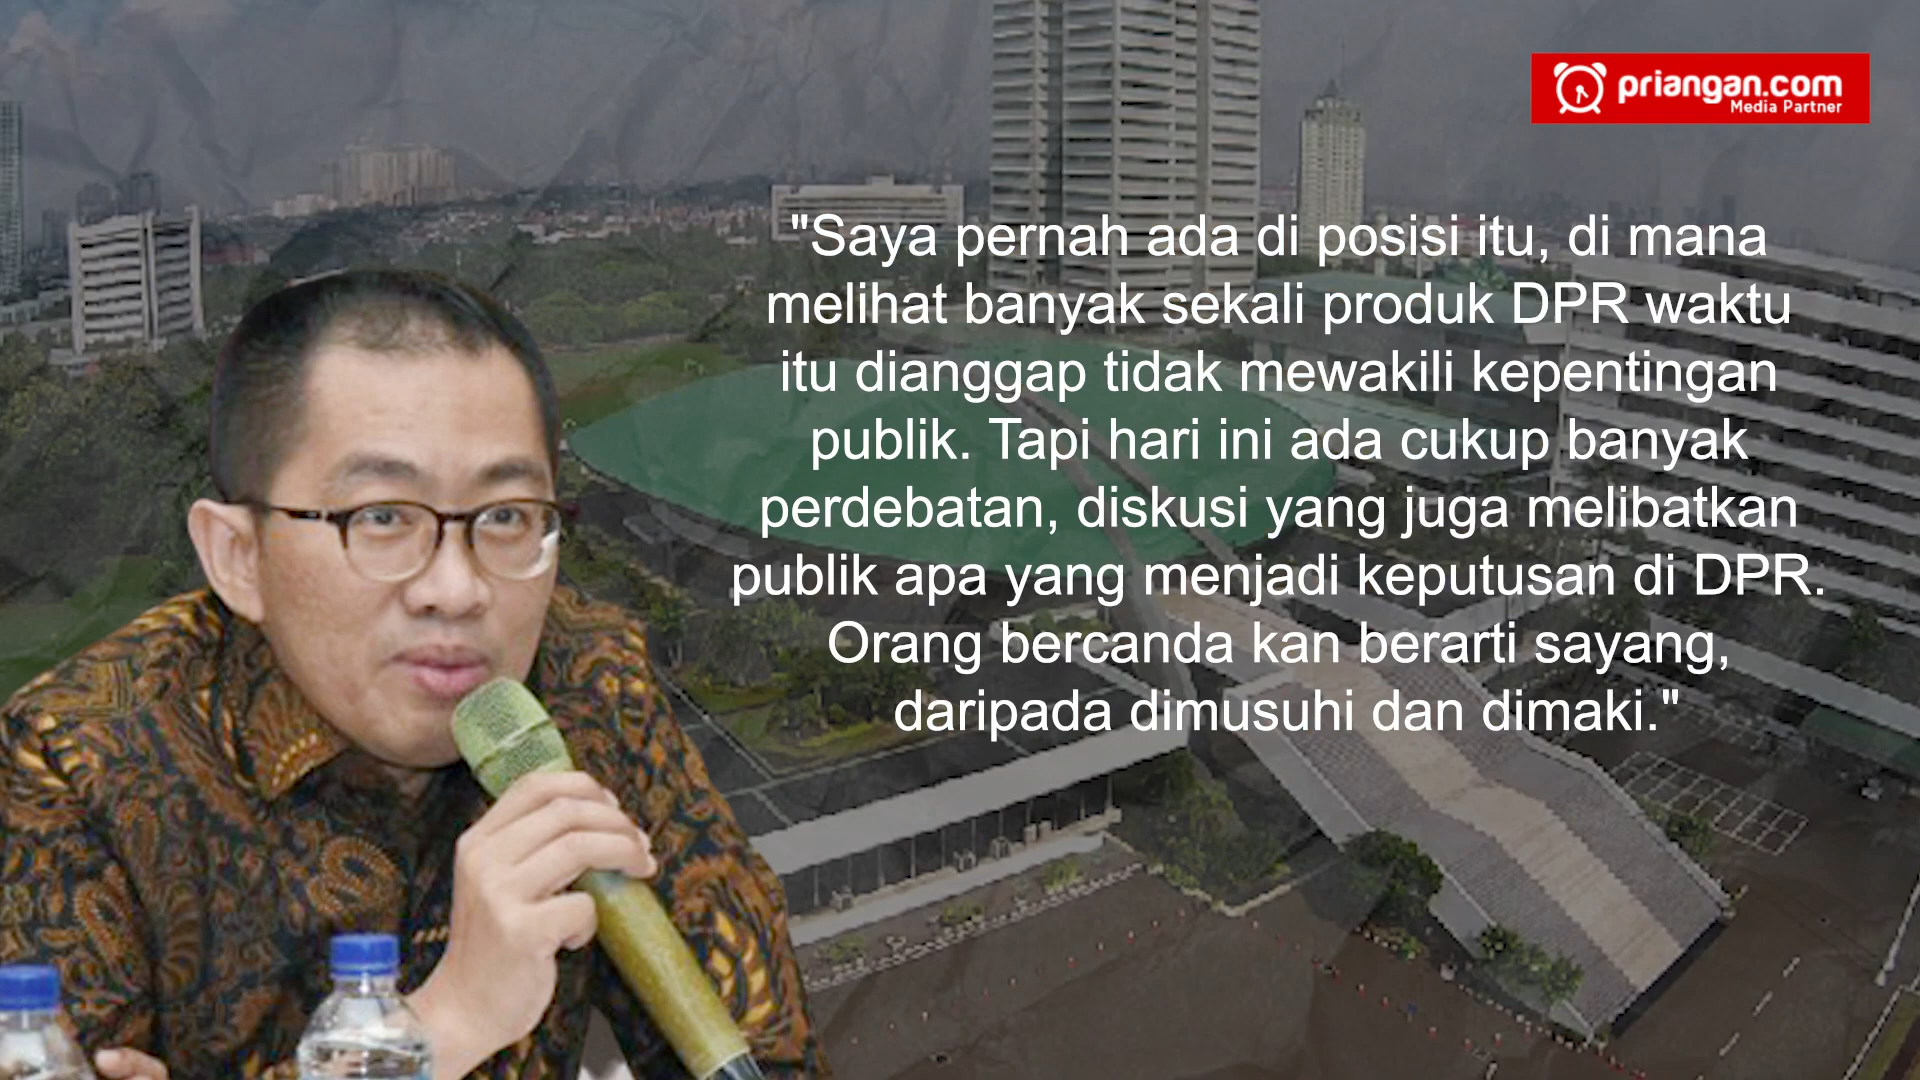 priangan.com
Media Partner
"Saya pernah ada di posisi itu, di mana
melihat banyak sekali produk DPR waktu
itu dianggap tidak mewakili kepentingan
publik. Tapi hari ini ada cukup banyak
perdebatan, diskusi yang juga melibatkan
publik apa yang menjadi keputusan di DPR.
Orang bercanda kan berarti sayang,
daripada dimusuhi dan dimaki."